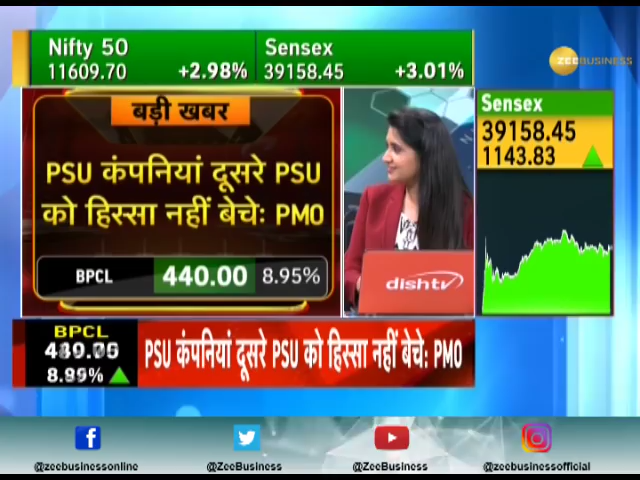 Nifty 50
11609.70 +2.98%
Sensex
39158.45 +3.01%
ZEEBUSINESS
बड़ी खबर
PSU कंपनियां दूसरे PSU
को हिस्सा नहीं बेचेः PMO
BPCL 440.00 8.95%
dishtv
Sensex
39158.45
1143.83
BPCL
PSU कंपनियां दूसरे PSU को हिस्सा नहीं बेचे: PMO
@zeebusinessonline
@ZeeBusiness
@ZeeBusiness
@zeebusinessofficial